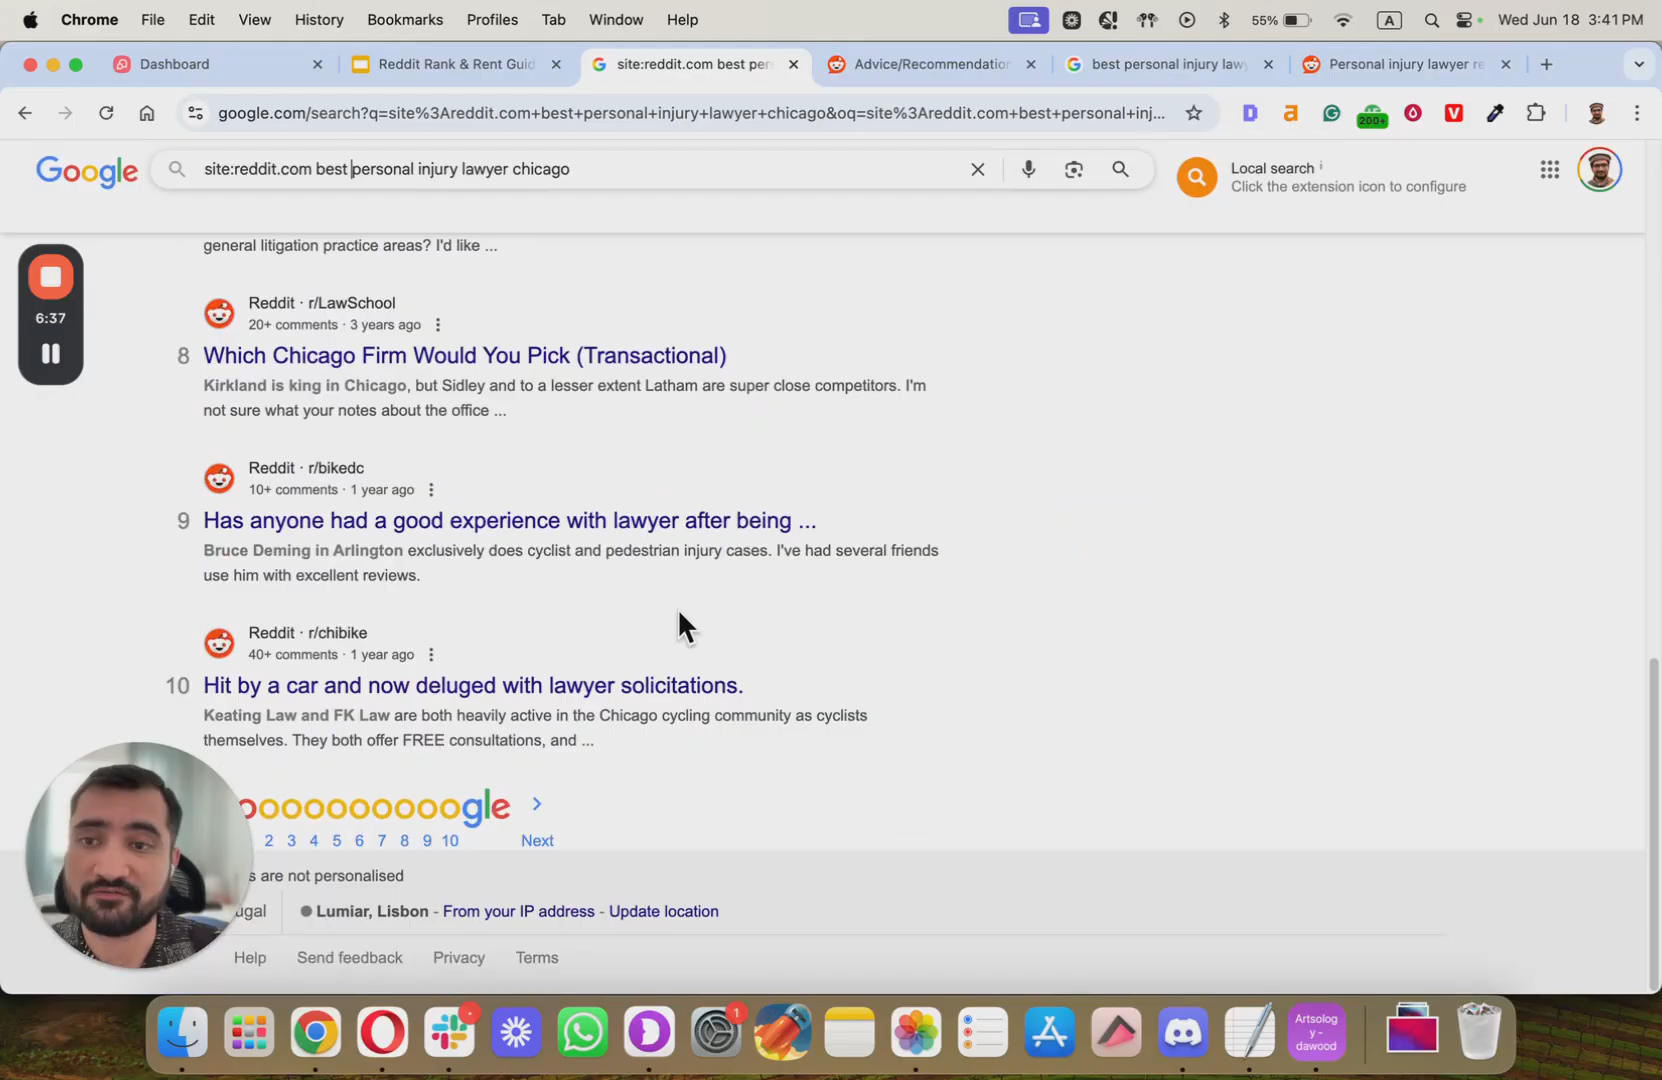 Chrome File Edit View History Bookmarks Profiles Tab Window Help
55% A Wed Jun 18 3:41 PM
Dashboard
Reddit Rank & Rent Guid
site:reddit.com best per
Advice/Recommendation
best personal injury law
Personal injury lawyer re
google.com/search?q=site%3Areddit.com+best+personal+injury+lawyer+chicago&oq=site%3Areddit.com+best+personal+inj...
200+
Google
site:reddit.com best personal injury lawyer chicago
Local search i
Click the extension icon to configure
general litigation practice areas? I'd like ...
6:37
Reddit · r/LawSchool
20+ comments · 3 years ago
8 Which Chicago Firm Would You Pick (Transactional)
Kirkland is king in Chicago, but Sidley and to a lesser extent Latham are super close competitors. I'm
not sure what your notes about the office ...
Reddit · r/bikedc
10+ comments · 1 year ago
9 Has anyone had a good experience with lawyer after being ...
Bruce Deming in Arlington exclusively does cyclist and pedestrian injury cases. I've had several friends
use him with excellent reviews.
Reddit · r/chibike
40+ comments · 1 year ago
10 Hit by a car and now deluged with lawyer solicitations.
Keating Law and FK Law are both heavily active in the Chicago cycling community as cyclists
themselves. They both offer FREE consultations, and ...
oooooooooogle
2 3 4 5 6 7 8 9 10 Next
s are not personalised
ugal
Lumiar, Lisbon - From your IP address - Update location
Help Send feedback Privacy Terms
1
Artsolog
y -
dawood